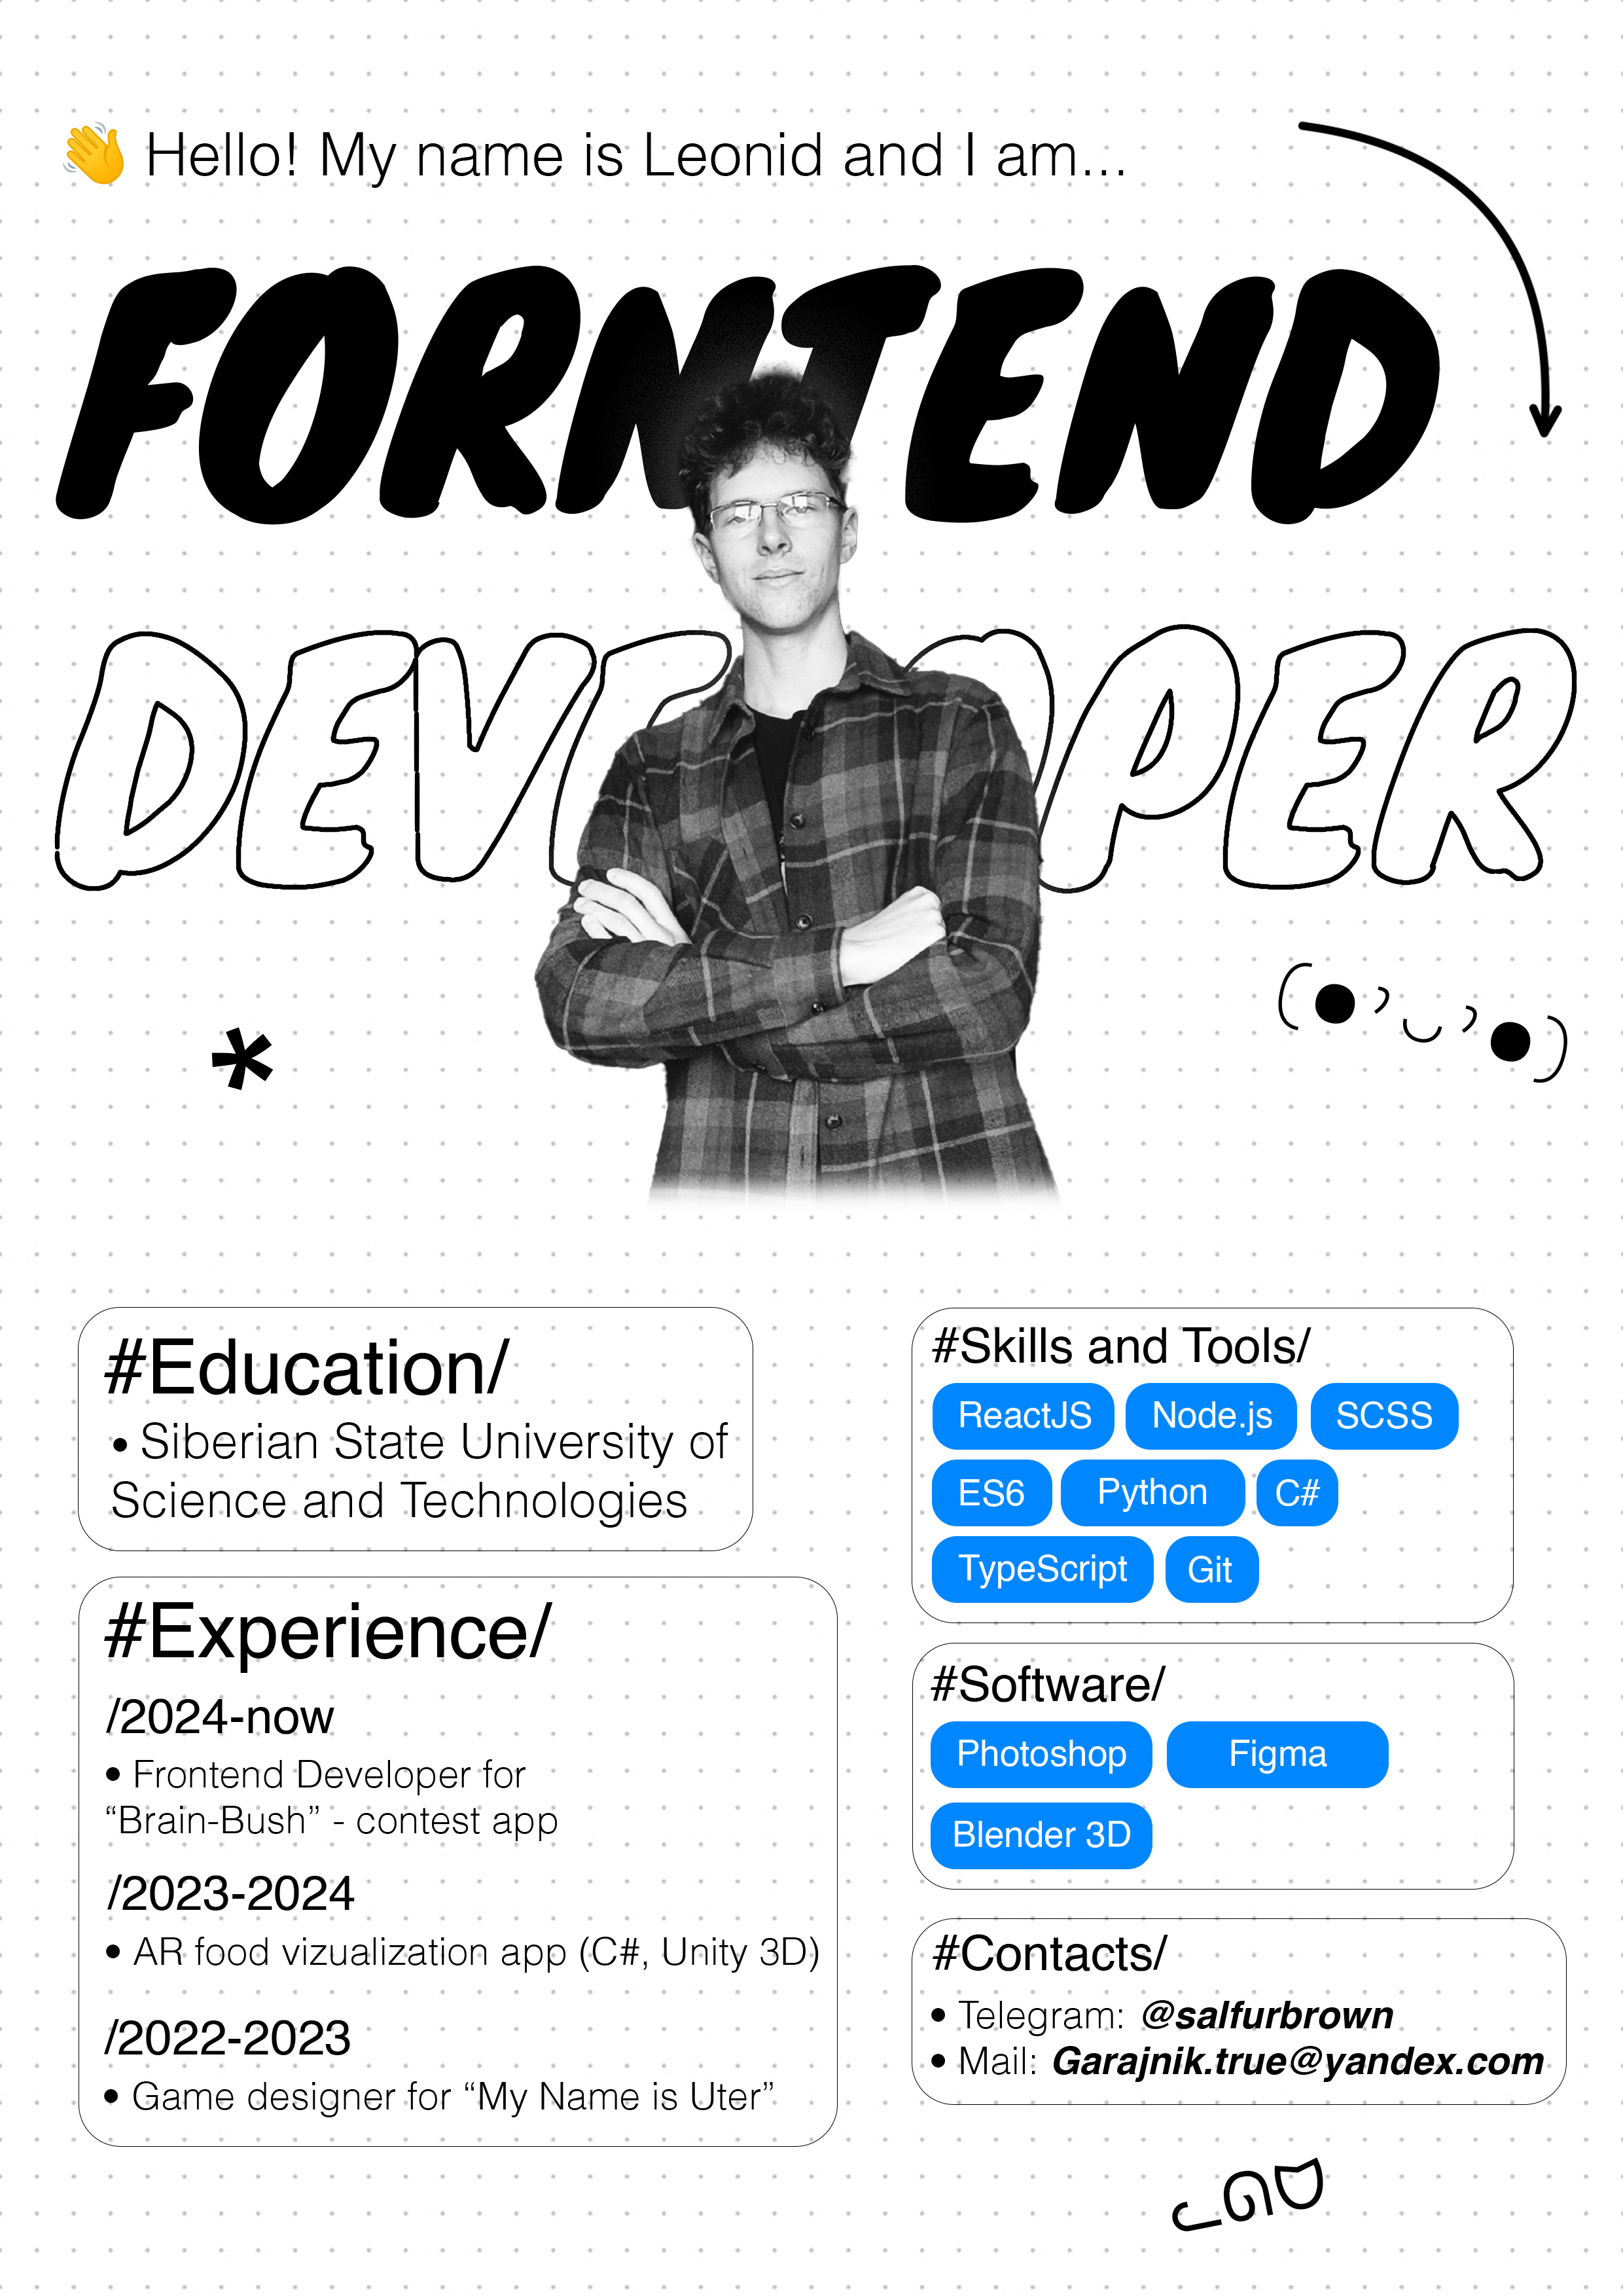 👋 Hello! My name is Leonid and I am...
FORNTEND
DEVELOPER
*
#Education/
• Siberian State University of
Science and Technologies
#Experience/
/2024-now
• Frontend Developer for
“Brain-Bush” - contest app
/2023-2024
• AR food vizualization app (C#, Unity 3D)
/2022-2023
• Game designer for “My Name is Uter”
#Skills and Tools/
ReactJS Node.js SCSS
ES6 Python C#
TypeScript Git
#Software/
Photoshop Figma
Blender 3D
#Contacts/
• Telegram: @salfurbrown
• Mail: Garajnik.true@yandex.com